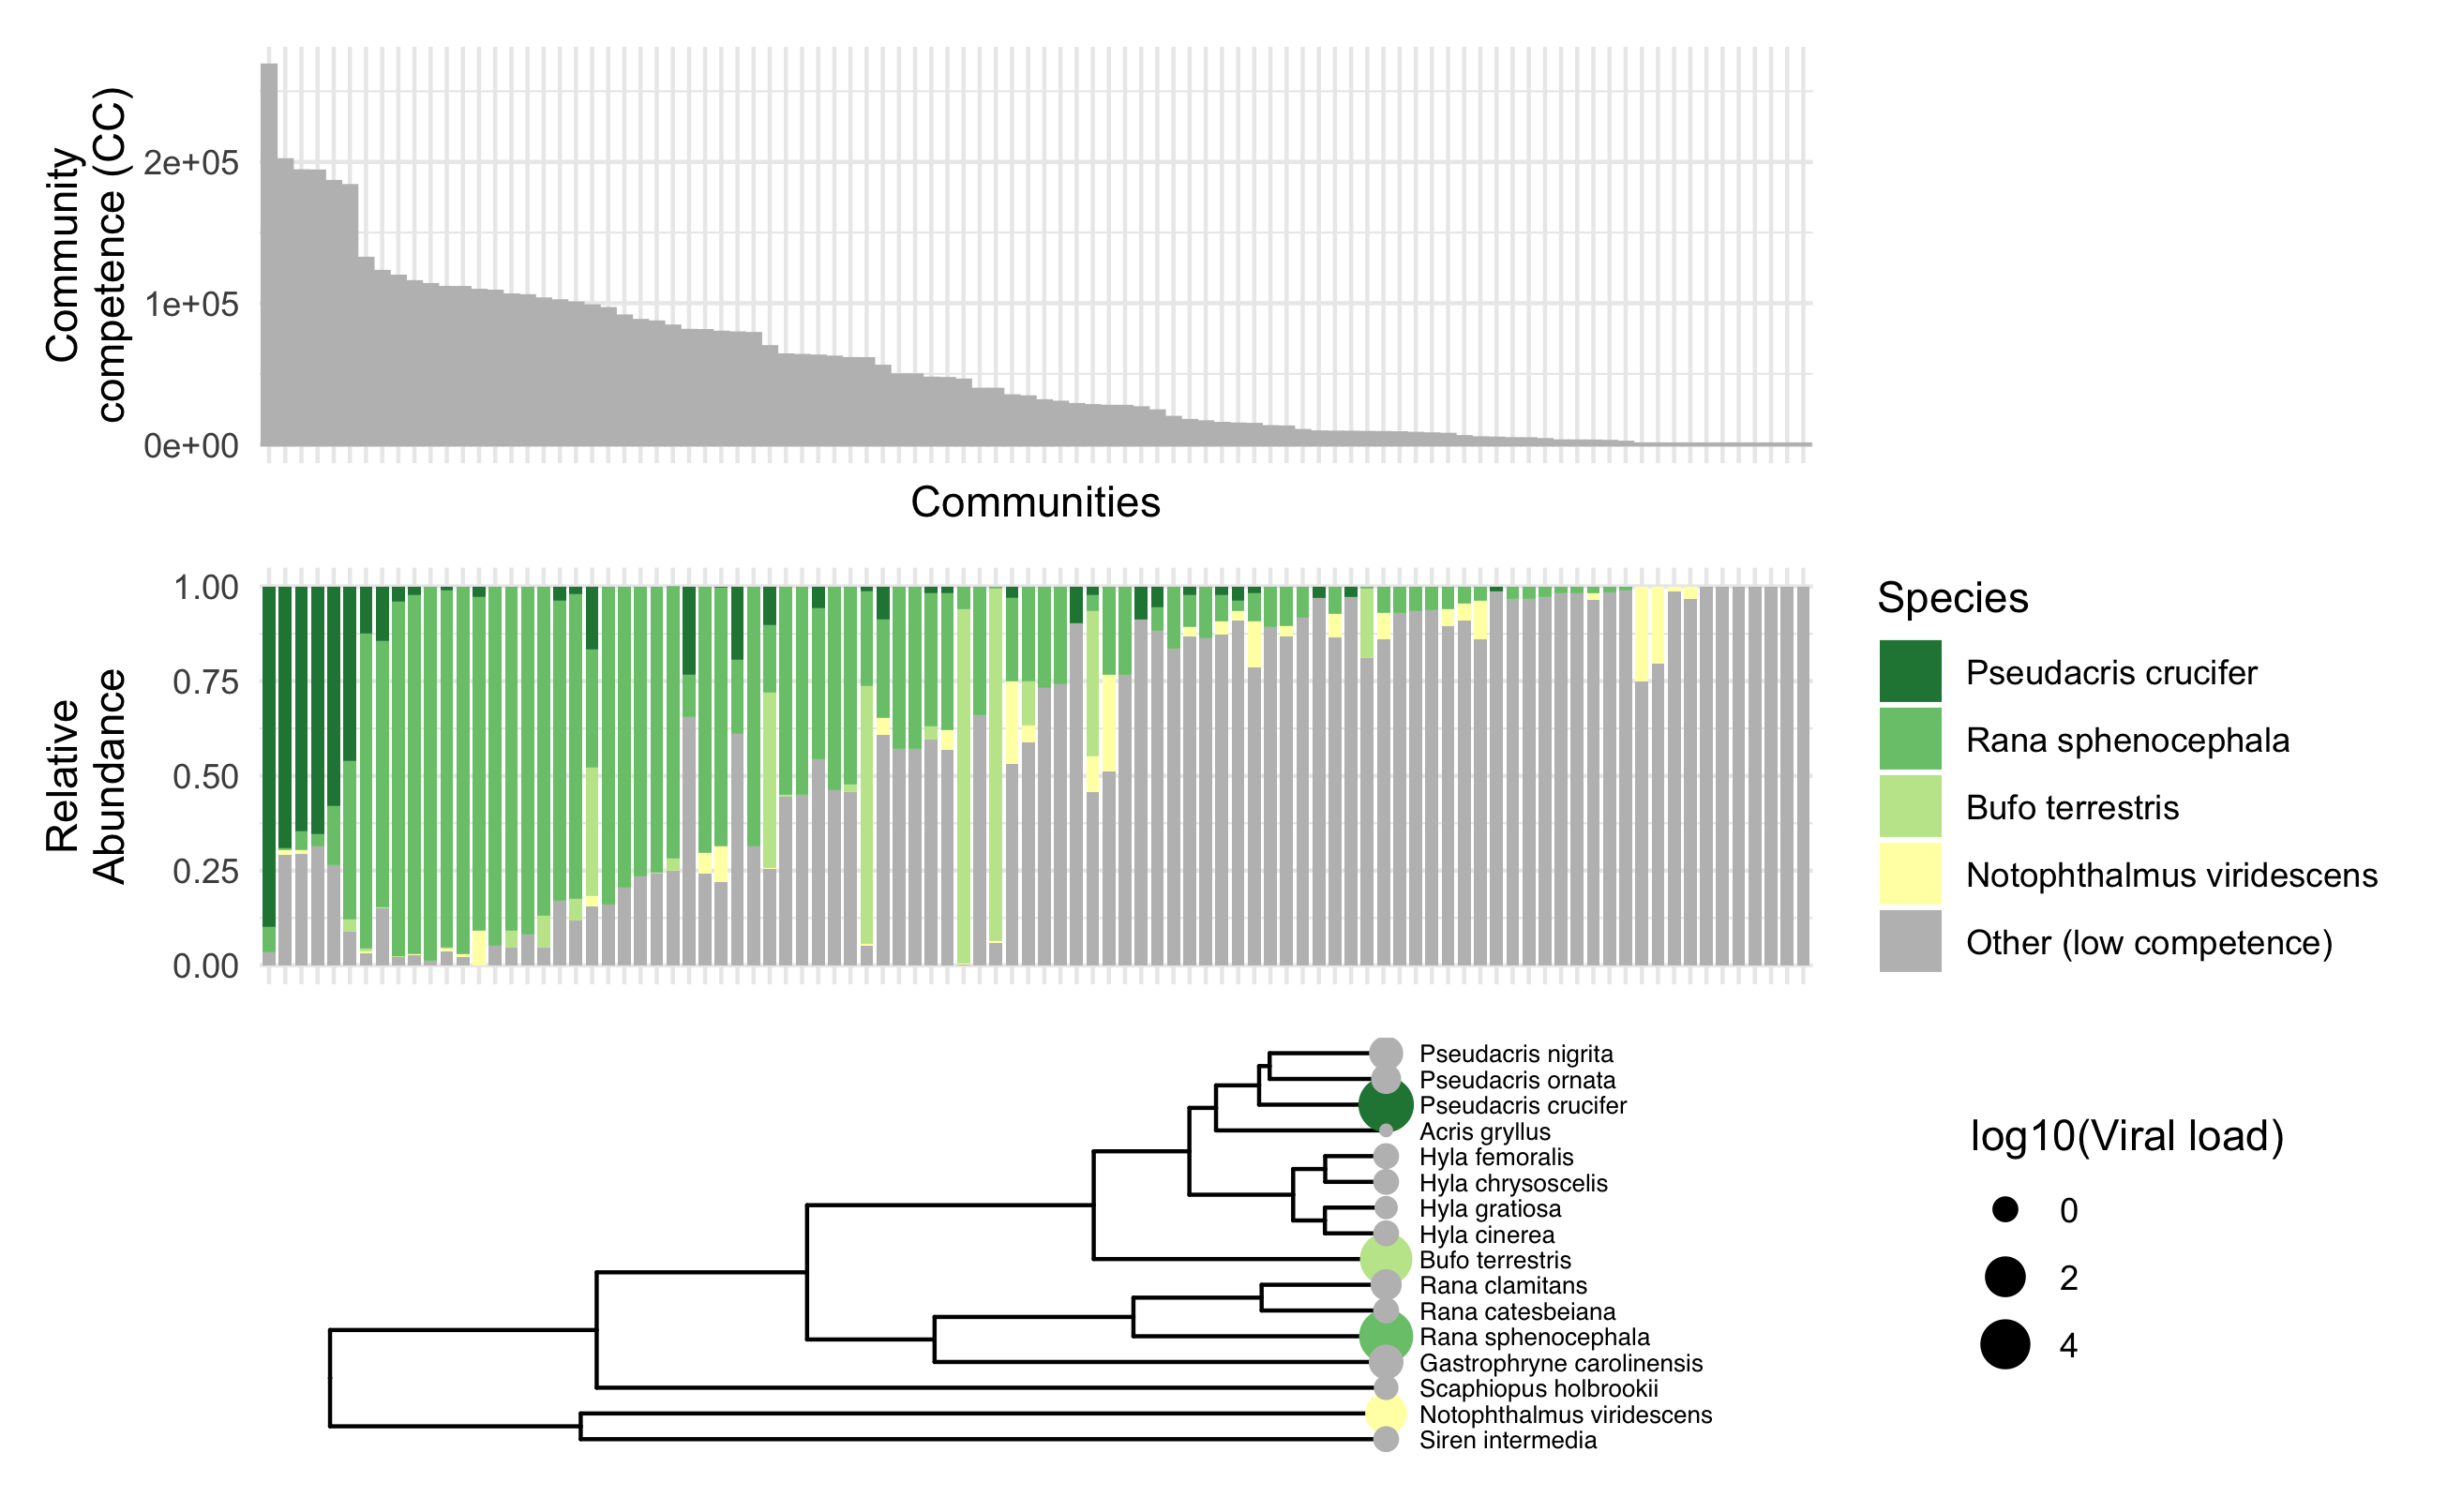 Community
competence (CC)
2e+05
1e+05
0e+00
Communities
Relative
Abundance
1.00
0.75
0.50
0.25
0.00
Species
Pseudacris crucifer
Rana sphenocephala
Bufo terrestris
Notophthalmus viridescens
Other (low competence)
Pseudacris nigrita
Pseudacris ornata
Pseudacris crucifer
Acris gryllus
Hyla femoralis
Hyla chrysoscelis
Hyla gratiosa
Hyla cinerea
Bufo terrestris
Rana clamitans
Rana catesbeiana
Rana sphenocephala
Gastrophryne carolinensis
Scaphiopus holbrookii
Notophthalmus viridescens
Siren intermedia
log10(Viral load)
0
2
4